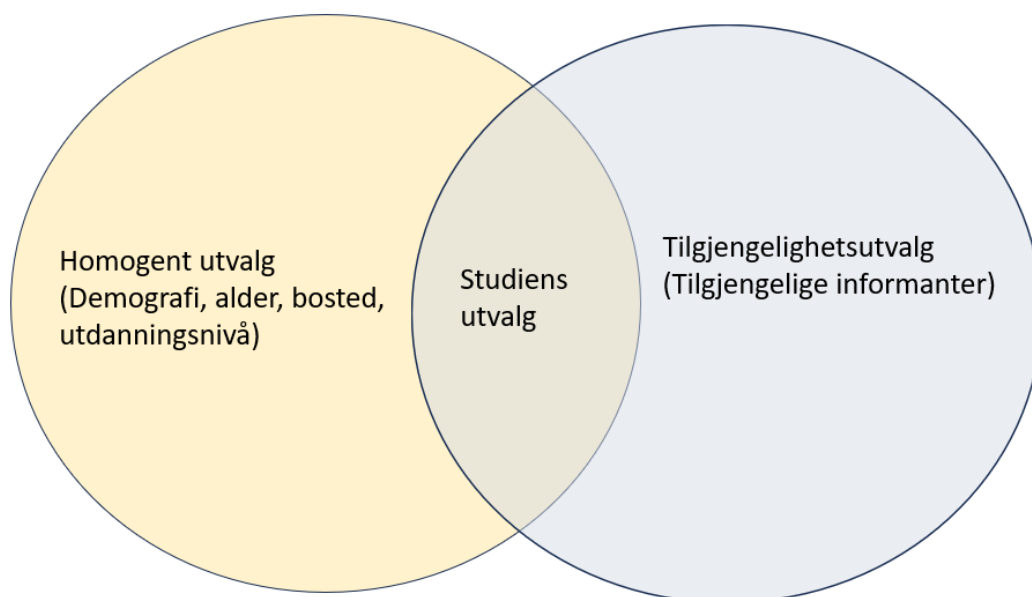 Homogent utvalg
(Demografi, alder, bosted,
utdanningsnivå)
Studiens
utvalg
Tilgjengelighetsutvalg
(Tilgjengelige informanter)